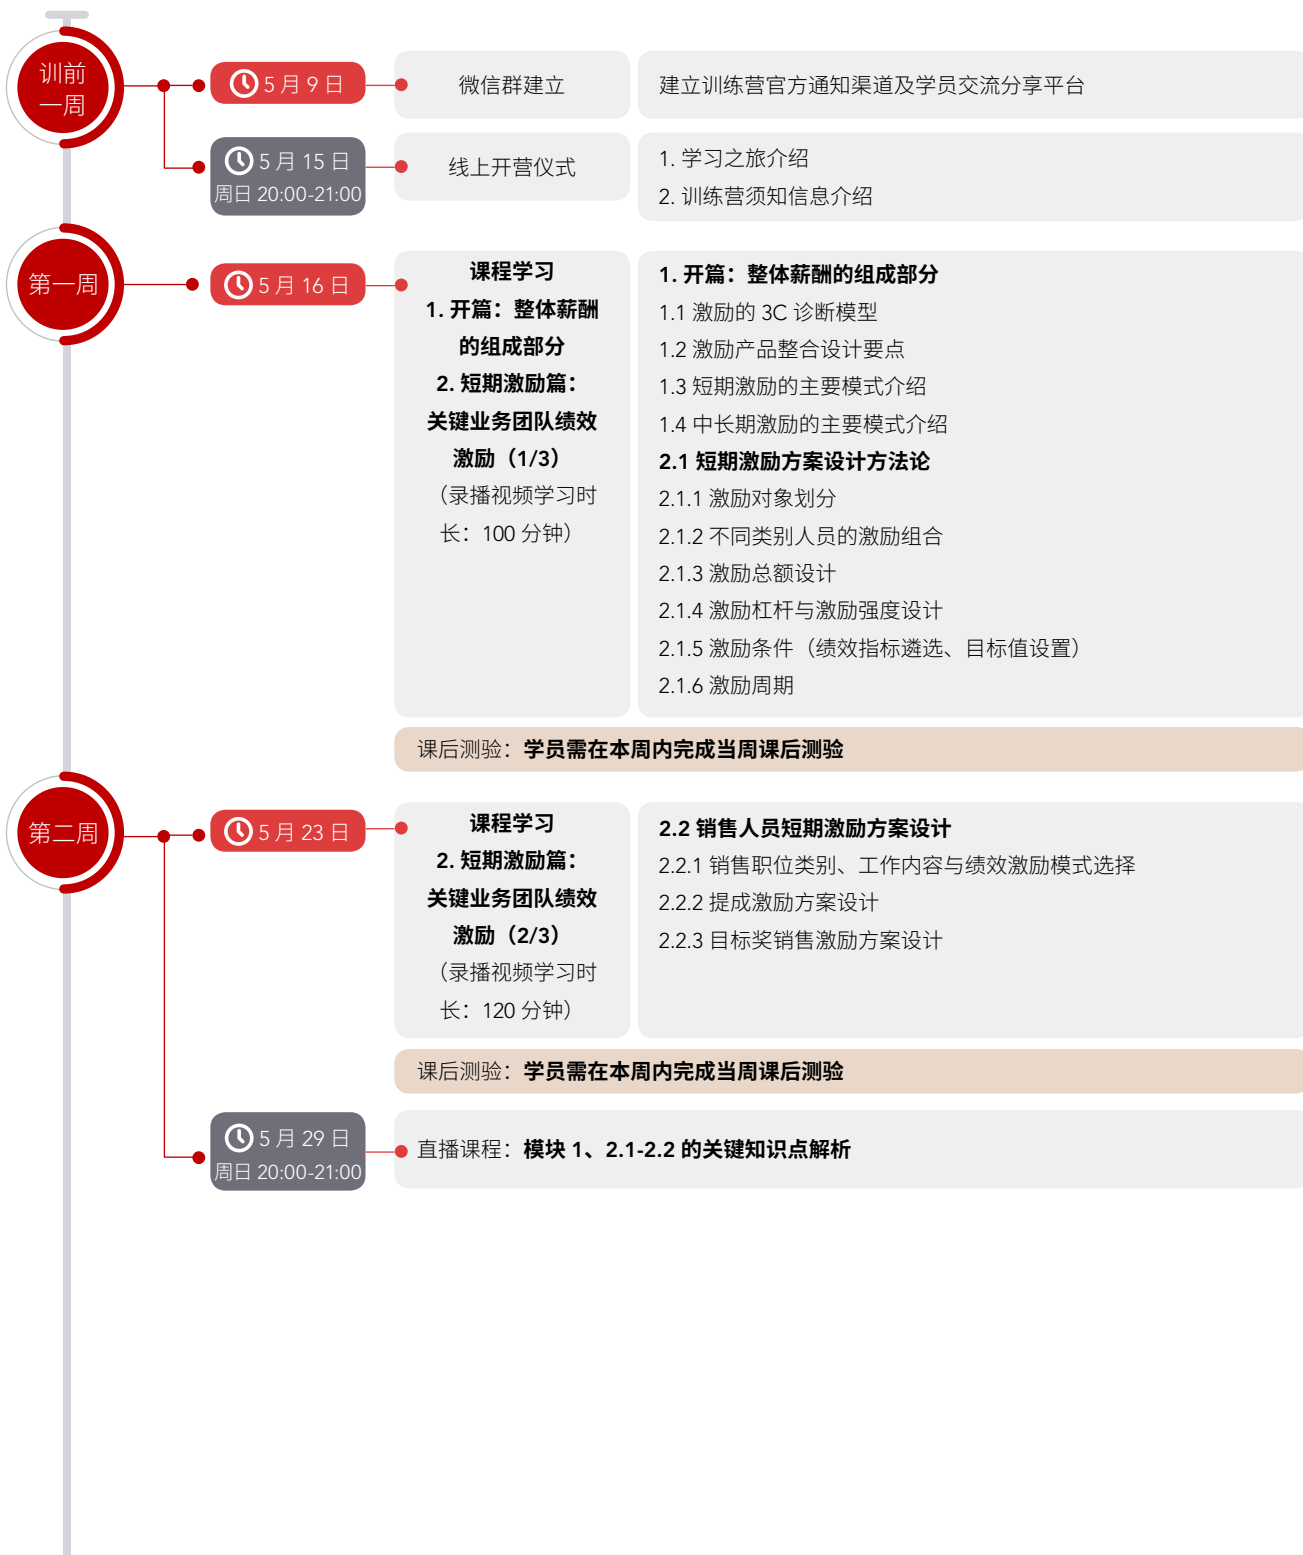 训前
一周
5 月 9 日
微信群建立
建立训练营官方通知渠道及学员交流分享平台
5 月 15 日
周日 20:00-21:00
线上开营仪式
1. 学习之旅介绍
2. 训练营须知信息介绍
第一周
5 月 16 日
课程学习
1. 开篇：整体薪酬
的组成部分
2. 短期激励篇：
关键业务团队绩效
激励（1/3）
（录播视频学习时
长：100 分钟）
1. 开篇：整体薪酬的组成部分
1.1 激励的 3C 诊断模型
1.2 激励产品整合设计要点
1.3 短期激励的主要模式介绍
1.4 中长期激励的主要模式介绍
2.1 短期激励方案设计方法论
2.1.1 激励对象划分
2.1.2 不同类别人员的激励组合
2.1.3 激励总额设计
2.1.4 激励杠杆与激励强度设计
2.1.5 激励条件（绩效指标遴选、目标值设置）
2.1.6 激励周期
课后测验：学员需在本周内完成当周课后测验
第二周
5 月 23 日
课程学习
2. 短期激励篇：
关键业务团队绩效
激励（2/3）
（录播视频学习时
长：120 分钟）
2.2 销售人员短期激励方案设计
2.2.1 销售职位类别、工作内容与绩效激励模式选择
2.2.2 提成激励方案设计
2.2.3 目标奖销售激励方案设计
课后测验：学员需在本周内完成当周课后测验
5 月 29 日
周日 20:00-21:00
直播课程：模块 1、2.1-2.2 的关键知识点解析